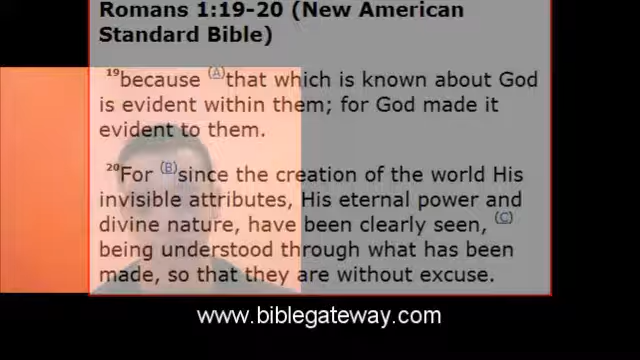 Romans 1:19-20 (New American
Standard Bible)
19because (A)that which is known about God
is evident within them; for God made it
evident to them.
20For (B)since the creation of the world His
invisible attributes, His eternal power and
divine nature, have been clearly seen, (C)
being understood through what has been
made, so that they are without excuse.
www.biblegateway.com